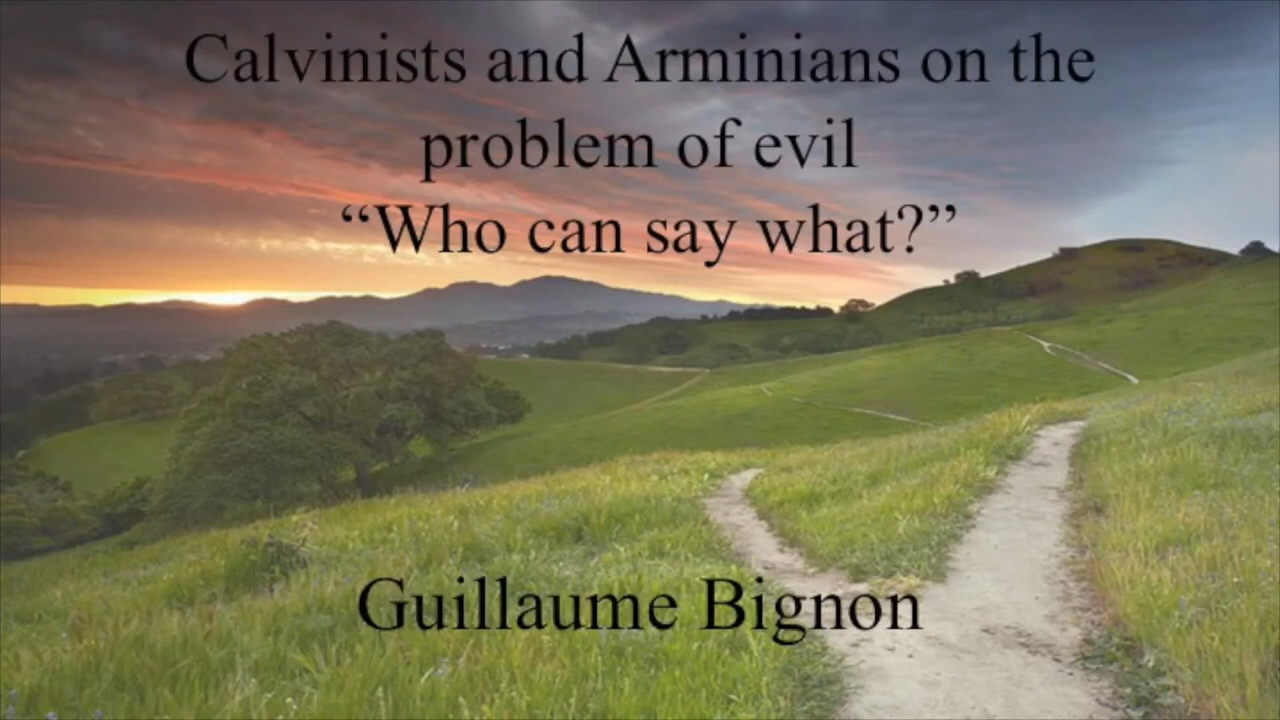 Calvinists and Arminians on the
problem of evil
“Who can say what?”
Guillaume Bignon